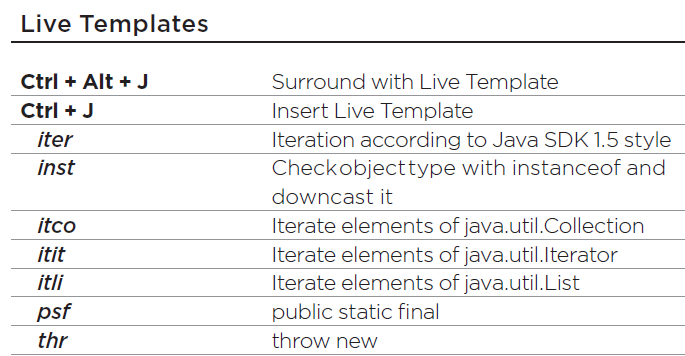 Live Templates
Ctrl + Alt + J Surround with Live Template
Ctrl + J Insert Live Template
iter Iteration according to Java SDK 1.5 style
inst Check object type with instanceof and
downcast it
itco Iterate elements of java.util.Collection
itit Iterate elements of java.util.Iterator
itli Iterate elements of java.util.List
psf public static final
thr throw new